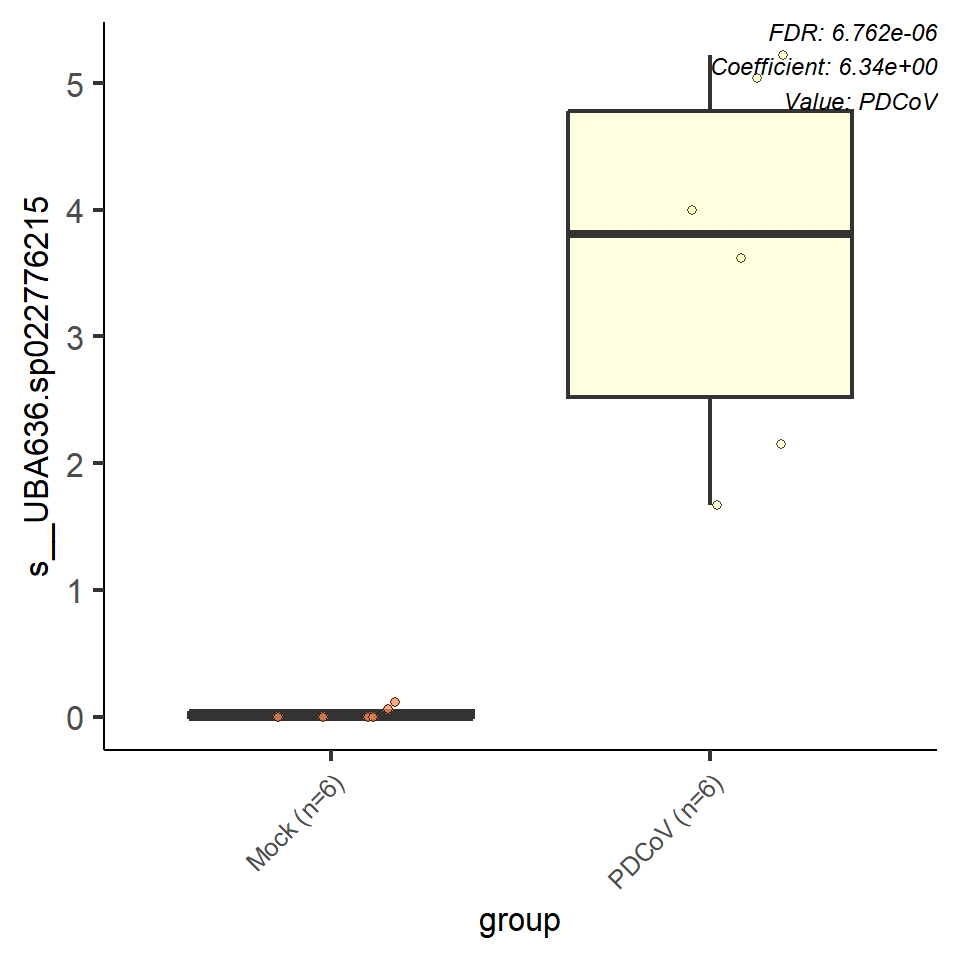 FDR: 6.762e-06
Coefficient: 6.34e+00
Value: PDCoV
s__UBA636.sp022776215
5
4
3
2
1
0
Mock (n=6)
PDCoV (n=6)
group